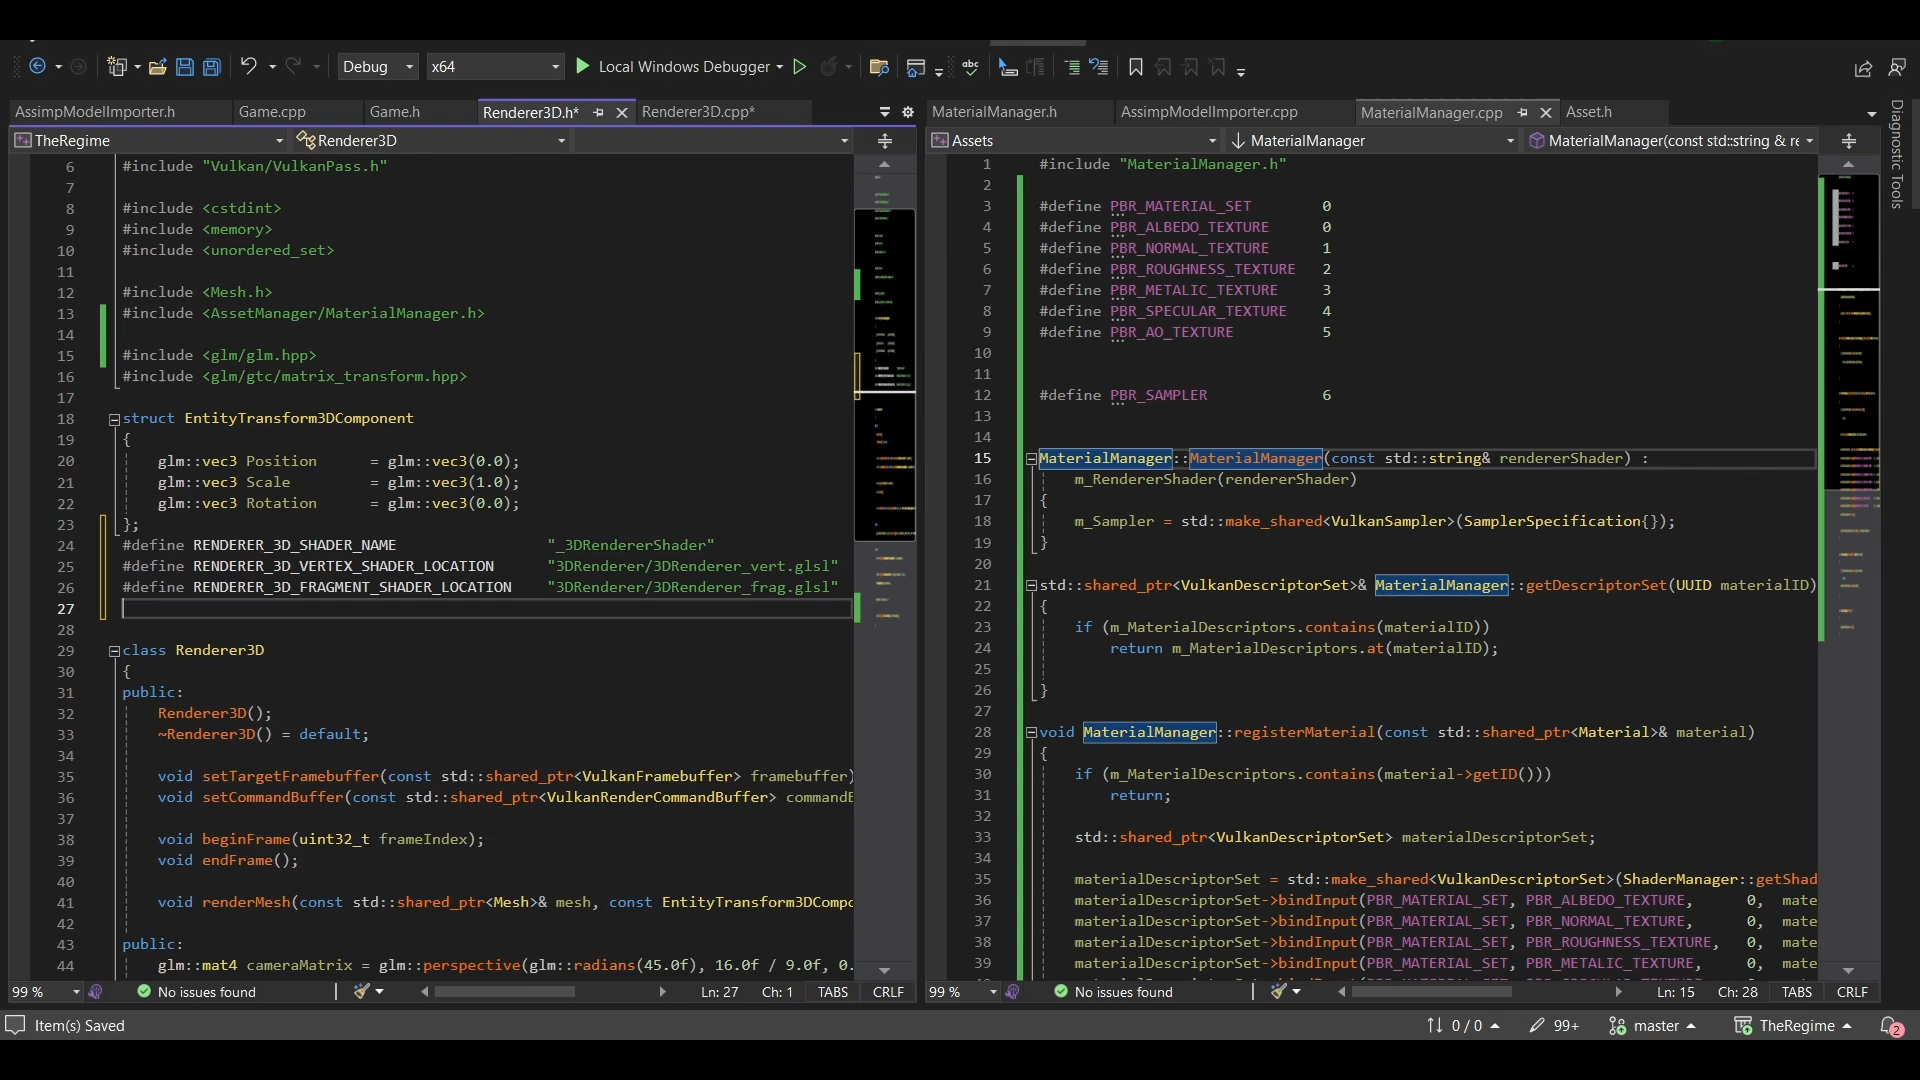 Debug
x64
Local Windows Debugger
abc
AssimpModelImporter.h
Game.cpp
Game.h
Renderer3D.h*
Renderer3D.cpp*
TheRegime
Renderer3D
6 #include "Vulkan/VulkanPass.h"
7
8 #include <cstdint>
9 #include <memory>
10 #include <unordered_set>
11
12 #include <Mesh.h>
13 #include <AssetManager/MaterialManager.h>
14
15 #include <glm/glm.hpp>
16 #include <glm/gtc/matrix_transform.hpp>
17
18 struct EntityTransform3DComponent
19 {
20 glm::vec3 Position = glm::vec3(0.0);
21 glm::vec3 Scale = glm::vec3(1.0);
22 glm::vec3 Rotation = glm::vec3(0.0);
23 };
24 #define RENDERER_3D_SHADER_NAME "_3DRendererShader"
25 #define RENDERER_3D_VERTEX_SHADER_LOCATION "3DRenderer/3DRenderer_vert.glsl"
26 #define RENDERER_3D_FRAGMENT_SHADER_LOCATION "3DRenderer/3DRenderer_frag.glsl"
27
28
29 class Renderer3D
30 {
31 public:
32 Renderer3D();
33 ~Renderer3D() = default;
34
35 void setTargetFramebuffer(const std::shared_ptr<VulkanFramebuffer> framebuffer)
36 void setCommandBuffer(const std::shared_ptr<VulkanRenderCommandBuffer> commandB
37
38 void beginFrame(uint32_t frameIndex);
39 void endFrame();
40
41 void renderMesh(const std::shared_ptr<Mesh>& mesh, const EntityTransform3DCompo
42
43 public:
44 glm::mat4 cameraMatrix = glm::perspective(glm::radians(45.0f), 16.0f / 9.0f, 0.
99 %
No issues found
Ln: 27
Ch: 1
TABS
CRLF
MaterialManager.h
AssimpModelImporter.cpp
MaterialManager.cpp
Asset.h
Assets
MaterialManager
MaterialManager(const std::string & re
1 #include "MaterialManager.h"
2
3 #define PBR_MATERIAL_SET 0
4 #define PBR_ALBEDO_TEXTURE 0
5 #define PBR_NORMAL_TEXTURE 1
6 #define PBR_ROUGHNESS_TEXTURE 2
7 #define PBR_METALIC_TEXTURE 3
8 #define PBR_SPECULAR_TEXTURE 4
9 #define PBR_AO_TEXTURE 5
10
11
12 #define PBR_SAMPLER 6
13
14
15 MaterialManager::MaterialManager(const std::string& rendererShader) :
16 m_RendererShader(rendererShader)
17 {
18 m_Sampler = std::make_shared<VulkanSampler>(SamplerSpecification{});
19 }
20
21 std::shared_ptr<VulkanDescriptorSet>& MaterialManager::getDescriptorSet(UUID materialID)
22 {
23 if (m_MaterialDescriptors.contains(materialID))
24 return m_MaterialDescriptors.at(materialID);
25
26 }
27
28 void MaterialManager::registerMaterial(const std::shared_ptr<Material>& material)
29 {
30 if (m_MaterialDescriptors.contains(material->getID()))
31 return;
32
33 std::shared_ptr<VulkanDescriptorSet> materialDescriptorSet;
34
35 materialDescriptorSet = std::make_shared<VulkanDescriptorSet>(ShaderManager::getShad
36 materialDescriptorSet->bindInput(PBR_MATERIAL_SET, PBR_ALBEDO_TEXTURE, 0, mate
37 materialDescriptorSet->bindInput(PBR_MATERIAL_SET, PBR_NORMAL_TEXTURE, 0, mate
38 materialDescriptorSet->bindInput(PBR_MATERIAL_SET, PBR_ROUGHNESS_TEXTURE, 0, mate
39 materialDescriptorSet->bindInput(PBR_MATERIAL_SET, PBR_METALIC_TEXTURE, 0, mate
99 %
No issues found
Ln: 15
Ch: 28
TABS
CRLF
Diagnostic Tools
Item(s) Saved
0 / 0
99+
master
TheRegime
2